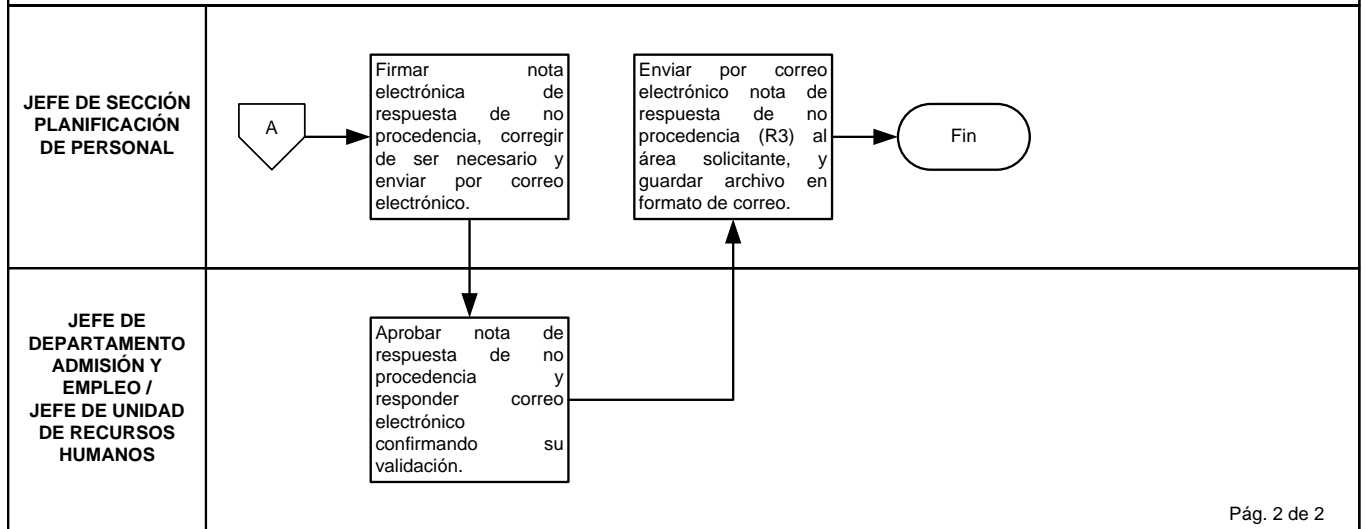 JEFE DE SECCIÓN
PLANIFICACIÓN
DE PERSONAL
A
Firmar nota
electrónica de
respuesta de no
procedencia, corregir
de ser necesario y
enviar por correo
electrónico.
Enviar por correo
electrónico nota de
respuesta de no
procedencia (R3) al
área solicitante, y
guardar archivo en
formato de correo.
Fin
JEFE DE
DEPARTAMENTO
ADMISIÓN Y
EMPLEO /
JEFE DE UNIDAD
DE RECURSOS
HUMANOS
Aprobar nota de
respuesta de no
procedencia y
responder correo
electrónico
confirmando su
validación.
Pág. 2 de 2